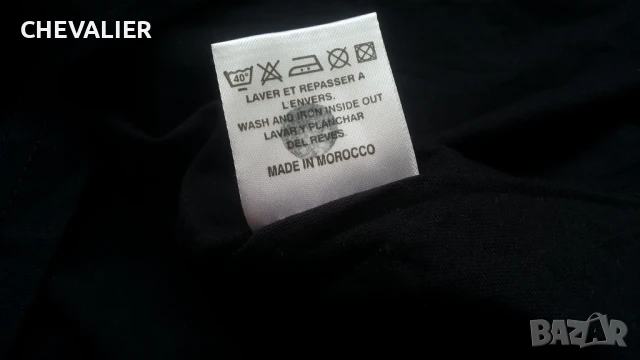 CHEVALIER
40°
LAVER ET REPASSER A
L'ENVERS.
WASH AND IRON INSIDE OUT
LAVAR Y PLANCHAR
DEL REVES.
MADE IN MOROCCO
BAZAR